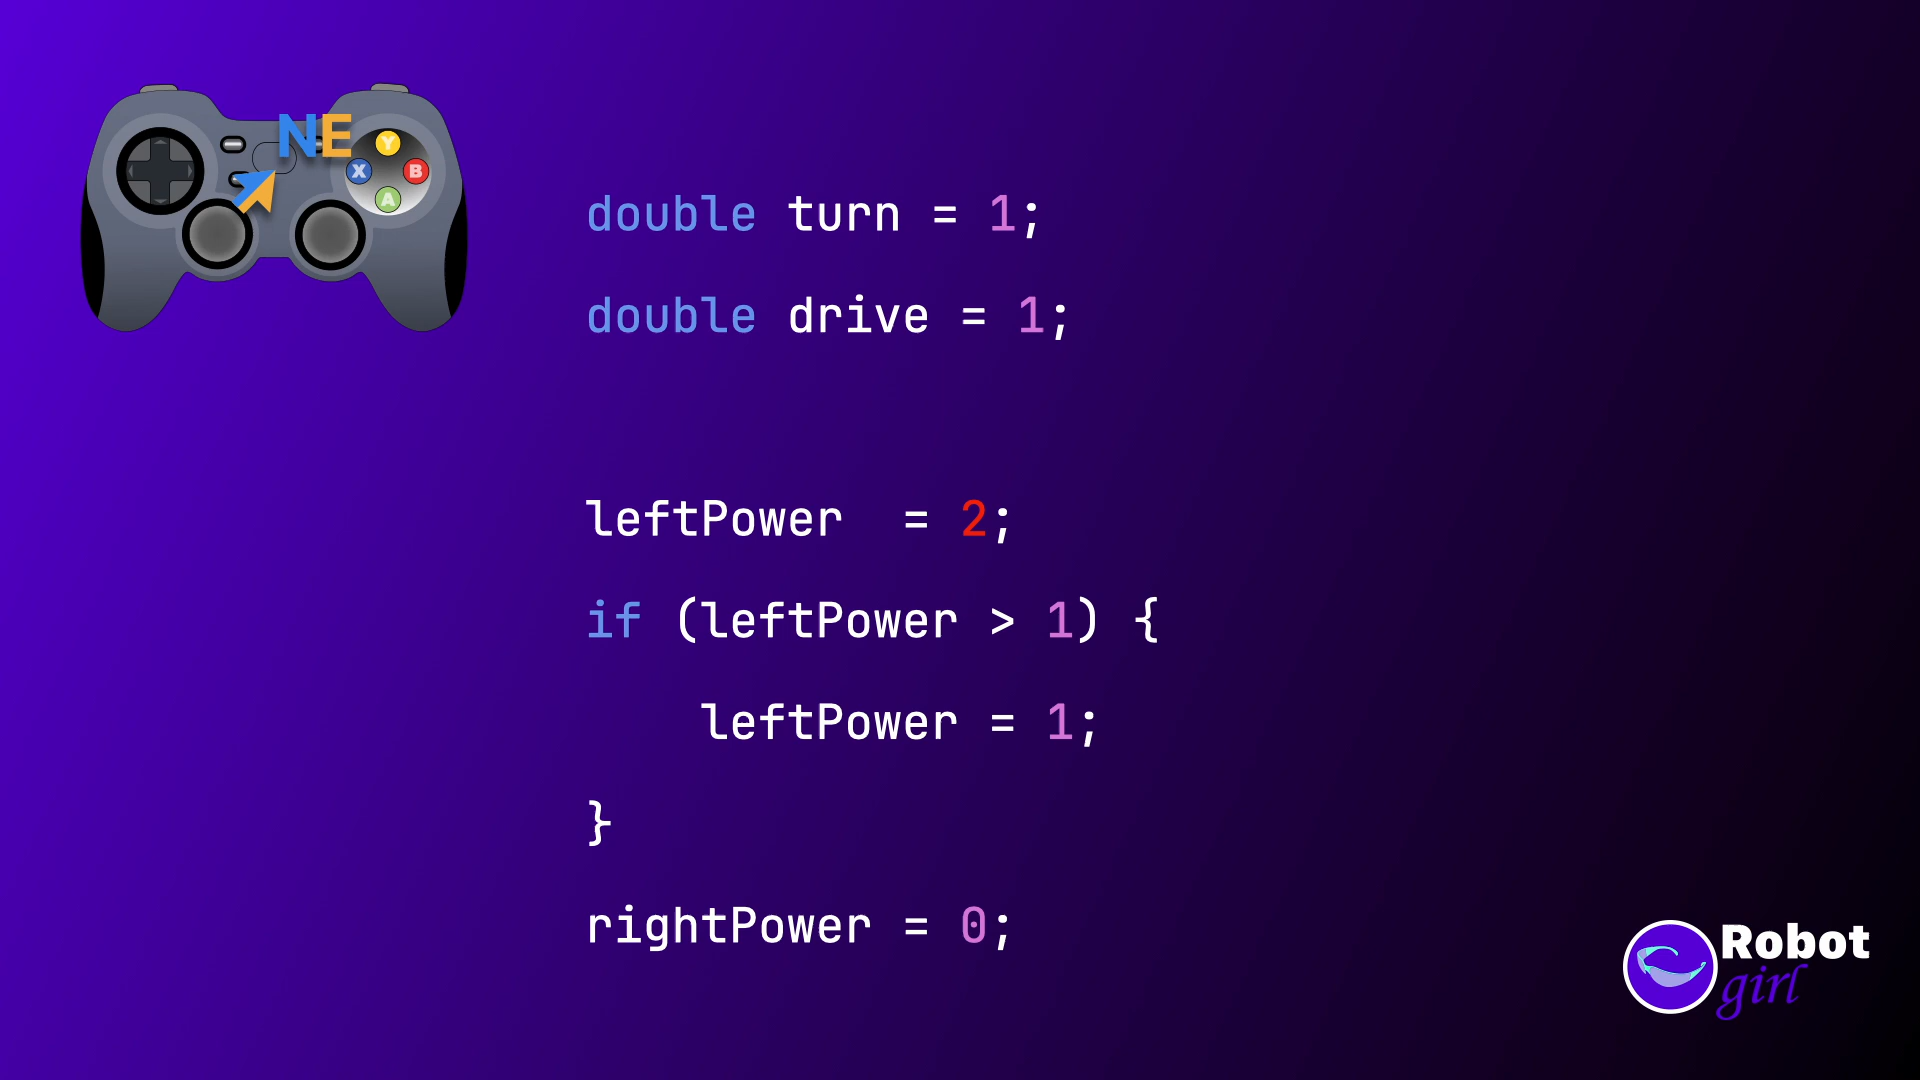 NE
Y
X B
A
double turn = 1;
double drive = 1;
leftPower  = 2;
if (leftPower > 1) {
    leftPower = 1;
}
rightPower = 0;
Robot
girl